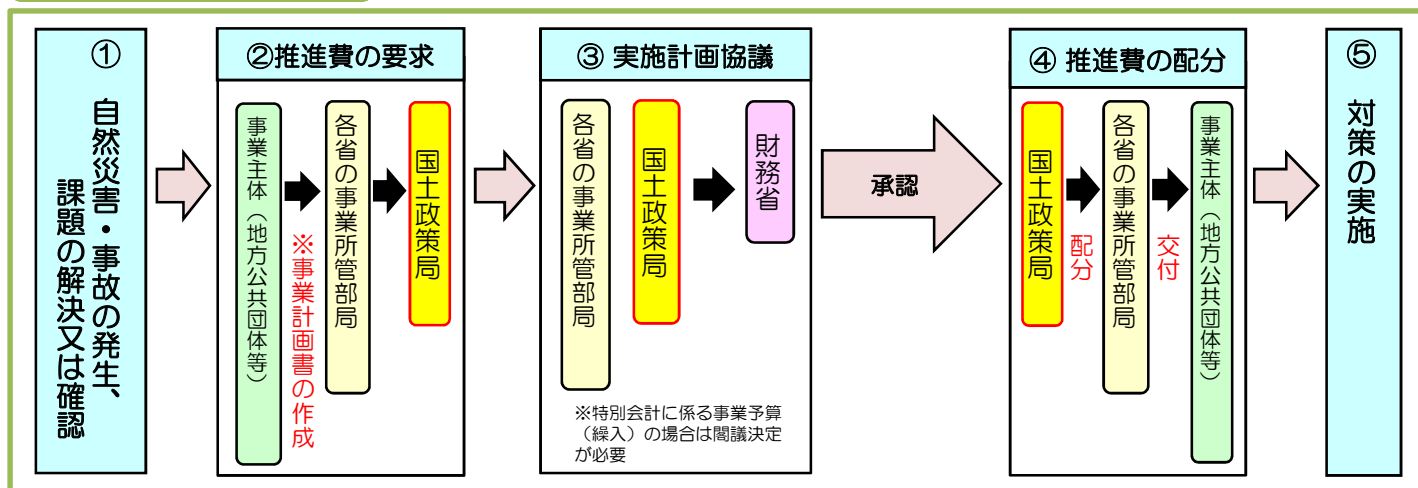 ①
自然災害・事故の発生、
課題の解決又は確認
②推進費の要求
事業主体（地方公共団体等）
※事業計画書の作成
各省の事業所管部局
国土政策局
③ 実施計画協議
各省の事業所管部局
国土政策局
財務省
※特別会計に係る事業予算
（繰入）の場合は閣議決定
が必要
承認
④ 推進費の配分
国土政策局
配分
各省の事業所管部局
交付
事業主体（地方公共団体等）
⑤
対策の実施